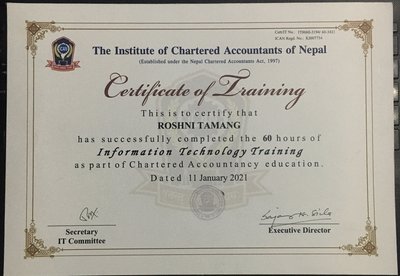 The Institute of Chartered Accountants of Nepal
(Established under the Nepal Chartered Accountants Act, 1997)
Certificate of Training
This is to certify that
ROSHNI TAMANG
has successfully completed the 60 hours of
Information Technology Training
as part of Chartered Accountancy education.
Dated 11 January 2021
Secretary
IT Committee
Executive Director